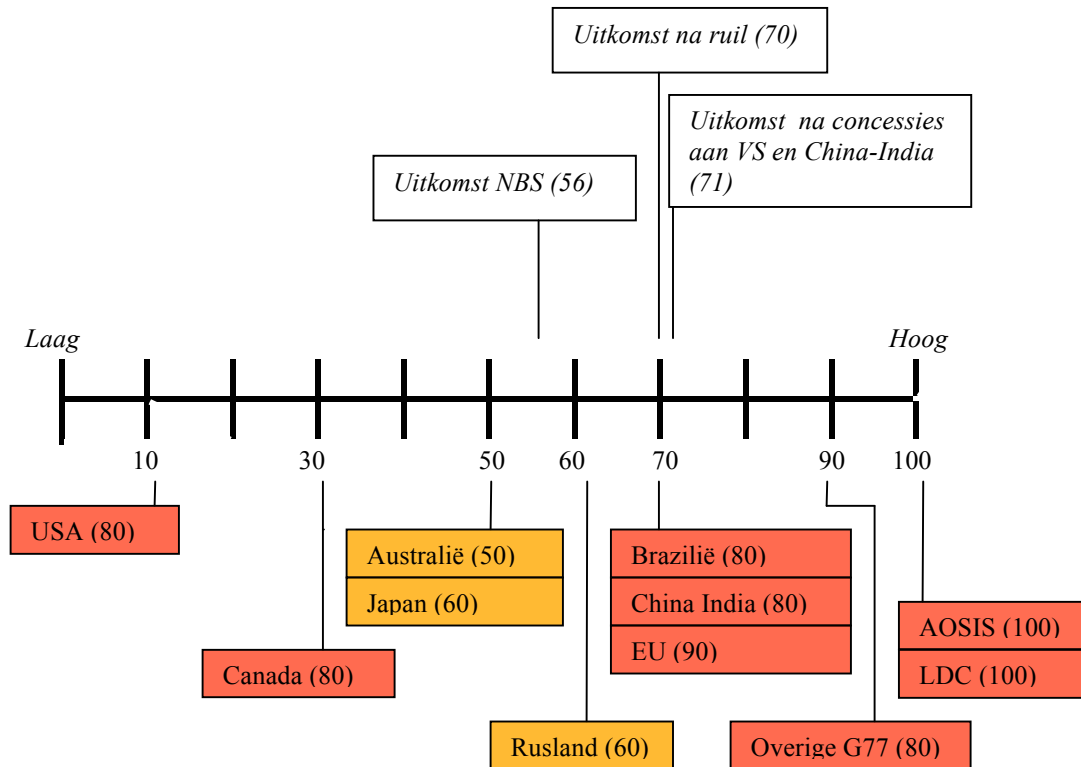 Uitkomst na ruil (70)
Uitkomst na concessies
aan VS en China-India
(71)
Uitkomst NBS (56)
Laag
Hoog
10
30
50
60
70
90
100
USA (80)
Australië (50)
Japan (60)
Brazilië (80)
China India (80)
EU (90)
AOSIS (100)
LDC (100)
Canada (80)
Rusland (60)
Overige G77 (80)